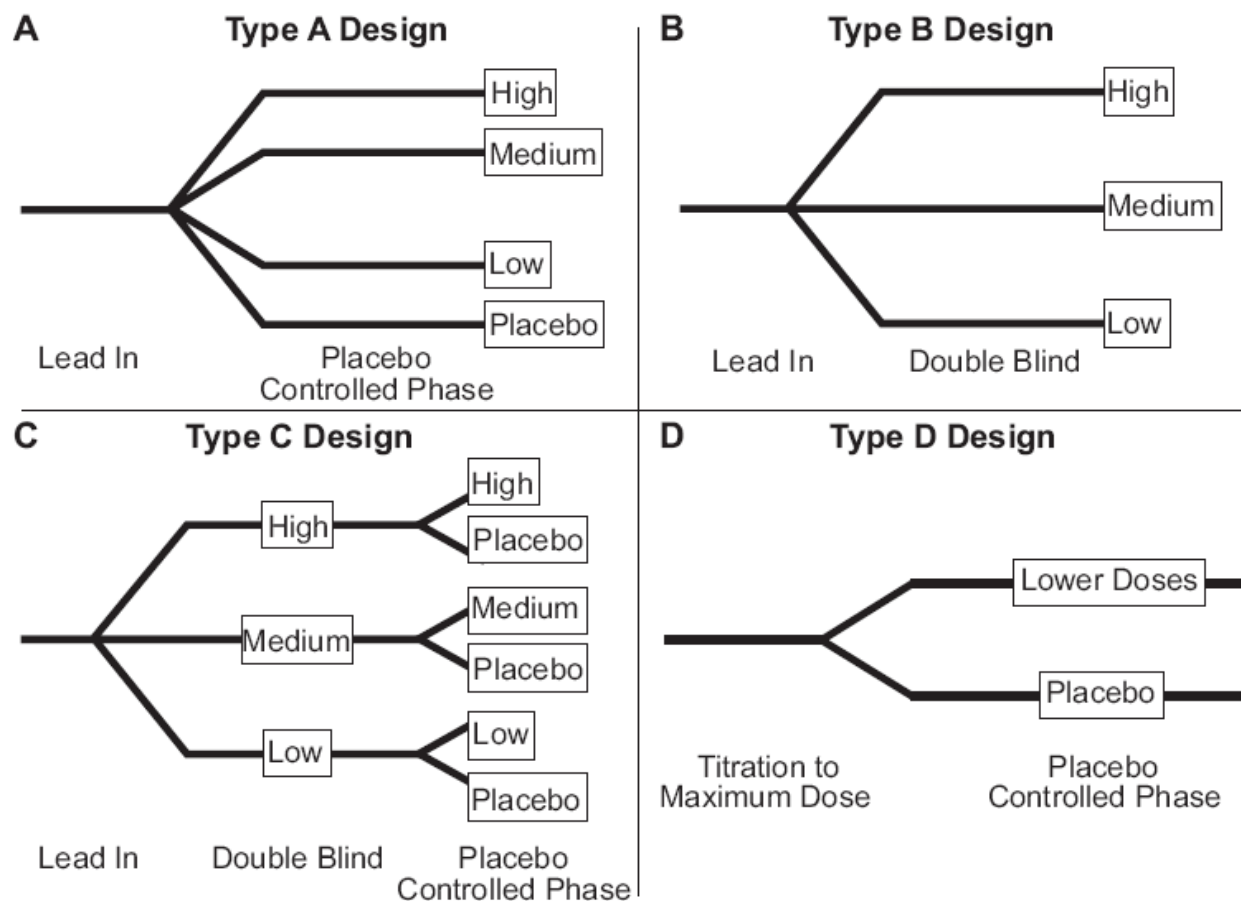 A
Type A Design
High
Medium
Low
Placebo
Lead In
Placebo
Controlled Phase
B
Type B Design
High
Medium
Low
Lead In
Double Blind
C
Type C Design
High
High
Placebo
Medium
Medium
Placebo
Low
Low
Placebo
Lead In
Double Blind
Placebo
Controlled Phase
D
Type D Design
Lower Doses
Placebo
Titration to
Maximum Dose
Placebo
Controlled Phase